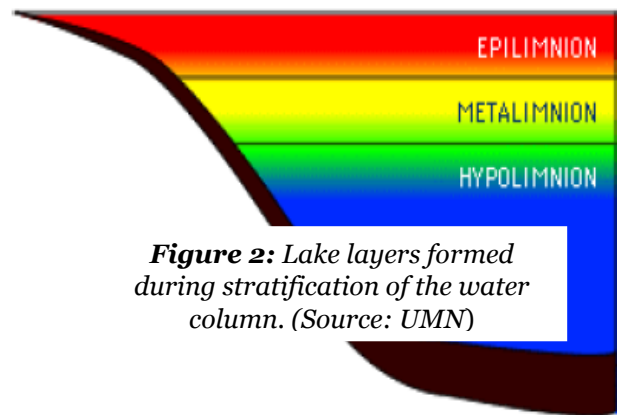 EPILIMNION
METALIMNION
HYPOLIMNION
Figure 2: Lake layers formed
during stratification of the water
column. (Source: UMN)